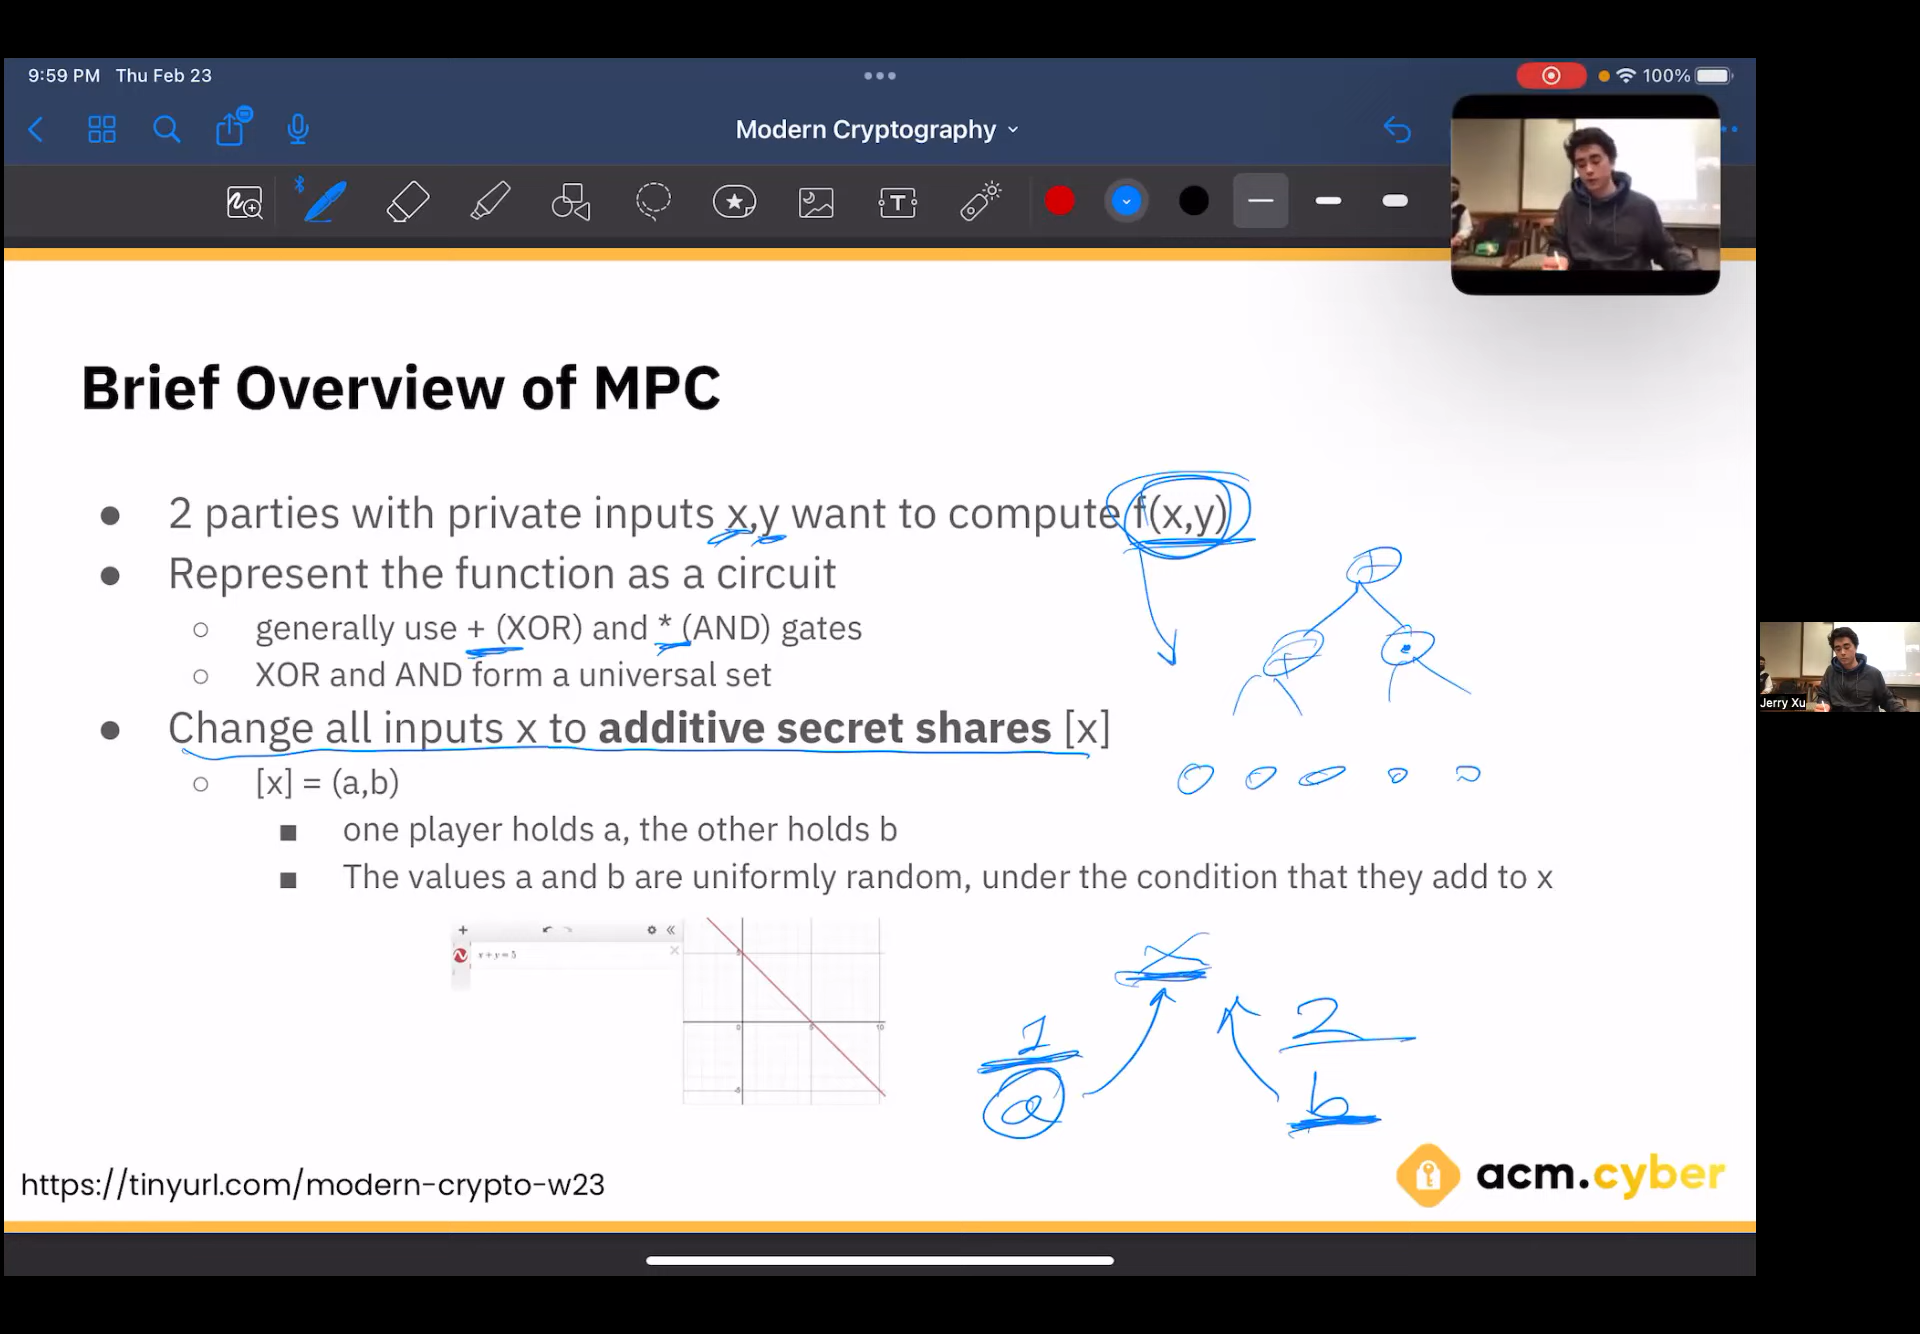 9:59 PM Thu Feb 23
100%
Modern Cryptography
T
Brief Overview of MPC
● 2 parties with private inputs x,y want to compute f(x,y)
● Represent the function as a circuit
○ generally use + (XOR) and * (AND) gates
○ XOR and AND form a universal set
● Change all inputs x to additive secret shares [x]
○ [x] = (a,b)
■ one player holds a, the other holds b
■ The values a and b are uniformly random, under the condition that they add to x
x + y = 5
0
10
x
1
2
a
b
https://tinyurl.com/modern-crypto-w23
acm.cyber
Jerry Xu